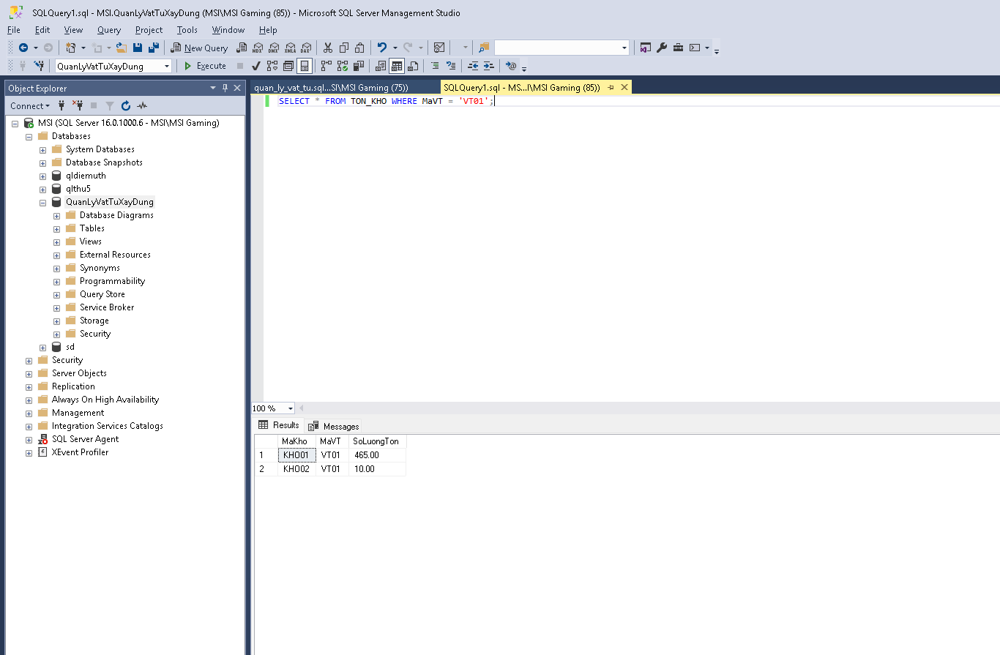 SQLQuery1.sql - MSI.QuanLyVatTuXayDung (MSI\MSI Gaming (85)) - Microsoft SQL Server Management Studio
File Edit View Query Project Tools Window Help
New Query MDX DMX XMLA DAX
QuanLyVatTuXayDung Execute
Object Explorer
Connect
MSI (SQL Server 16.0.1000.6 - MSI\MSI Gaming)
Databases
System Databases
Database Snapshots
qldiemuth
qlthu5
QuanLyVatTuXayDung
Database Diagrams
Tables
Views
External Resources
Synonyms
Programmability
Query Store
Service Broker
Storage
Security
sd
Security
Server Objects
Replication
Always On High Availability
Management
Integration Services Catalogs
SQL Server Agent
XEvent Profiler
quan_ly_vat_tu.sql...SI\MSI Gaming (75))
SQLQuery1.sql - MS...I\MSI Gaming (85))
SELECT * FROM TON_KHO WHERE MaVT = 'VT01';
100 %
Results Messages
MaKho MaVT SoLuongTon
1 KHO01 VT01 465.00
2 KHO02 VT01 10.00